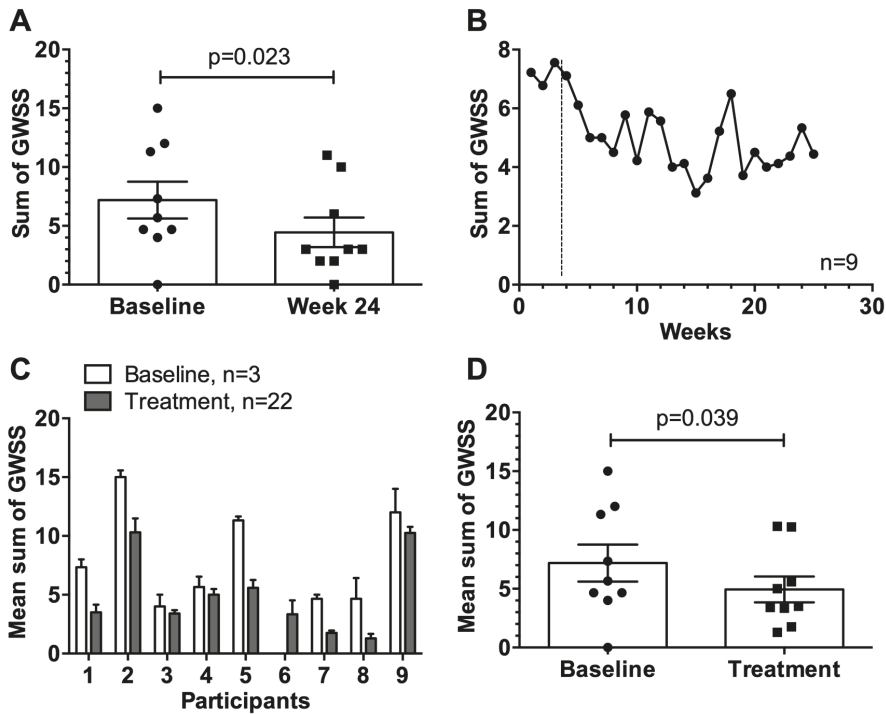 A
20
15
10
5
0
Sum of GWSS
p=0.023
Baseline
Week 24
B
8
6
4
2
0
Sum of GWSS
n=9
0
10
20
30
Weeks
C
Baseline, n=3
Treatment, n=22
20
15
10
5
0
Mean sum of GWSS
1 2 3 4 5 6 7 8 9
Participants
D
20
15
10
5
0
Mean sum of GWSS
p=0.039
Baseline
Treatment